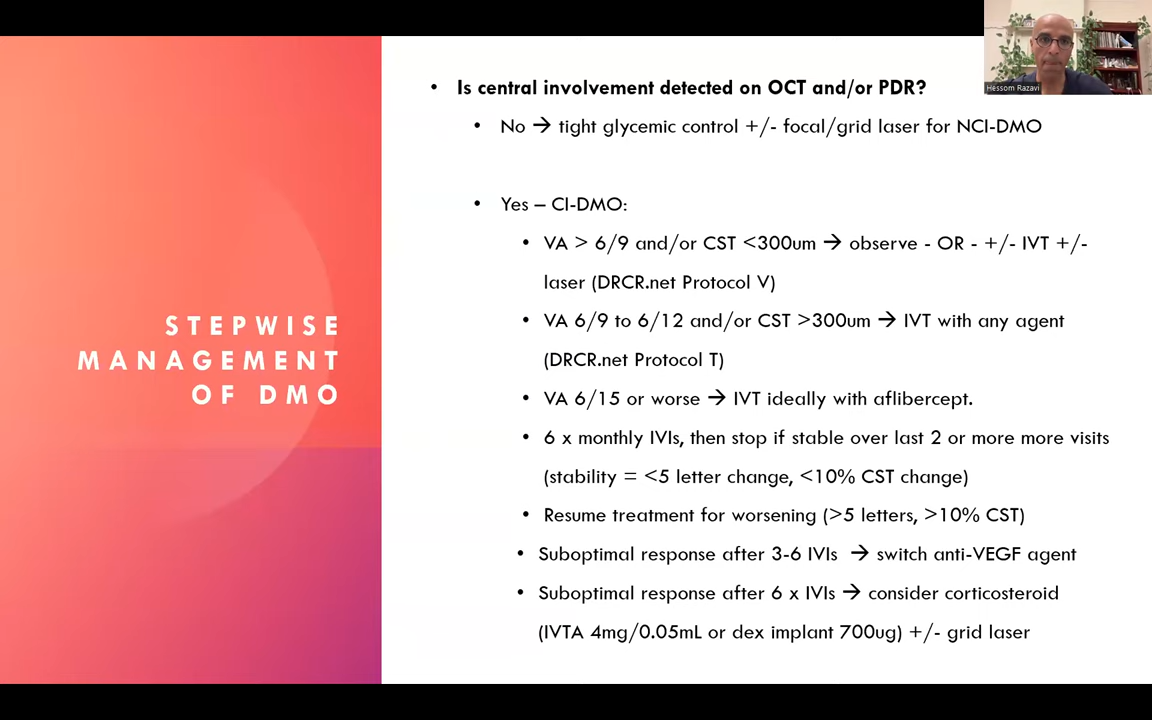 Hessom Razavi
STEPWISE
MANAGEMENT
OF DMO
• Is central involvement detected on OCT and/or PDR?
• No → tight glycemic control +/- focal/grid laser for NCI-DMO
• Yes – CI-DMO:
• VA > 6/9 and/or CST <300um → observe - OR - +/- IVT +/-
laser (DRCR.net Protocol V)
• VA 6/9 to 6/12 and/or CST >300um → IVT with any agent
(DRCR.net Protocol T)
• VA 6/15 or worse → IVT ideally with aflibercept.
• 6 x monthly IVIs, then stop if stable over last 2 or more more visits
(stability = <5 letter change, <10% CST change)
• Resume treatment for worsening (>5 letters, >10% CST)
• Suboptimal response after 3-6 IVIs → switch anti-VEGF agent
• Suboptimal response after 6 x IVIs → consider corticosteroid
(IVTA 4mg/0.05mL or dex implant 700ug) +/- grid laser